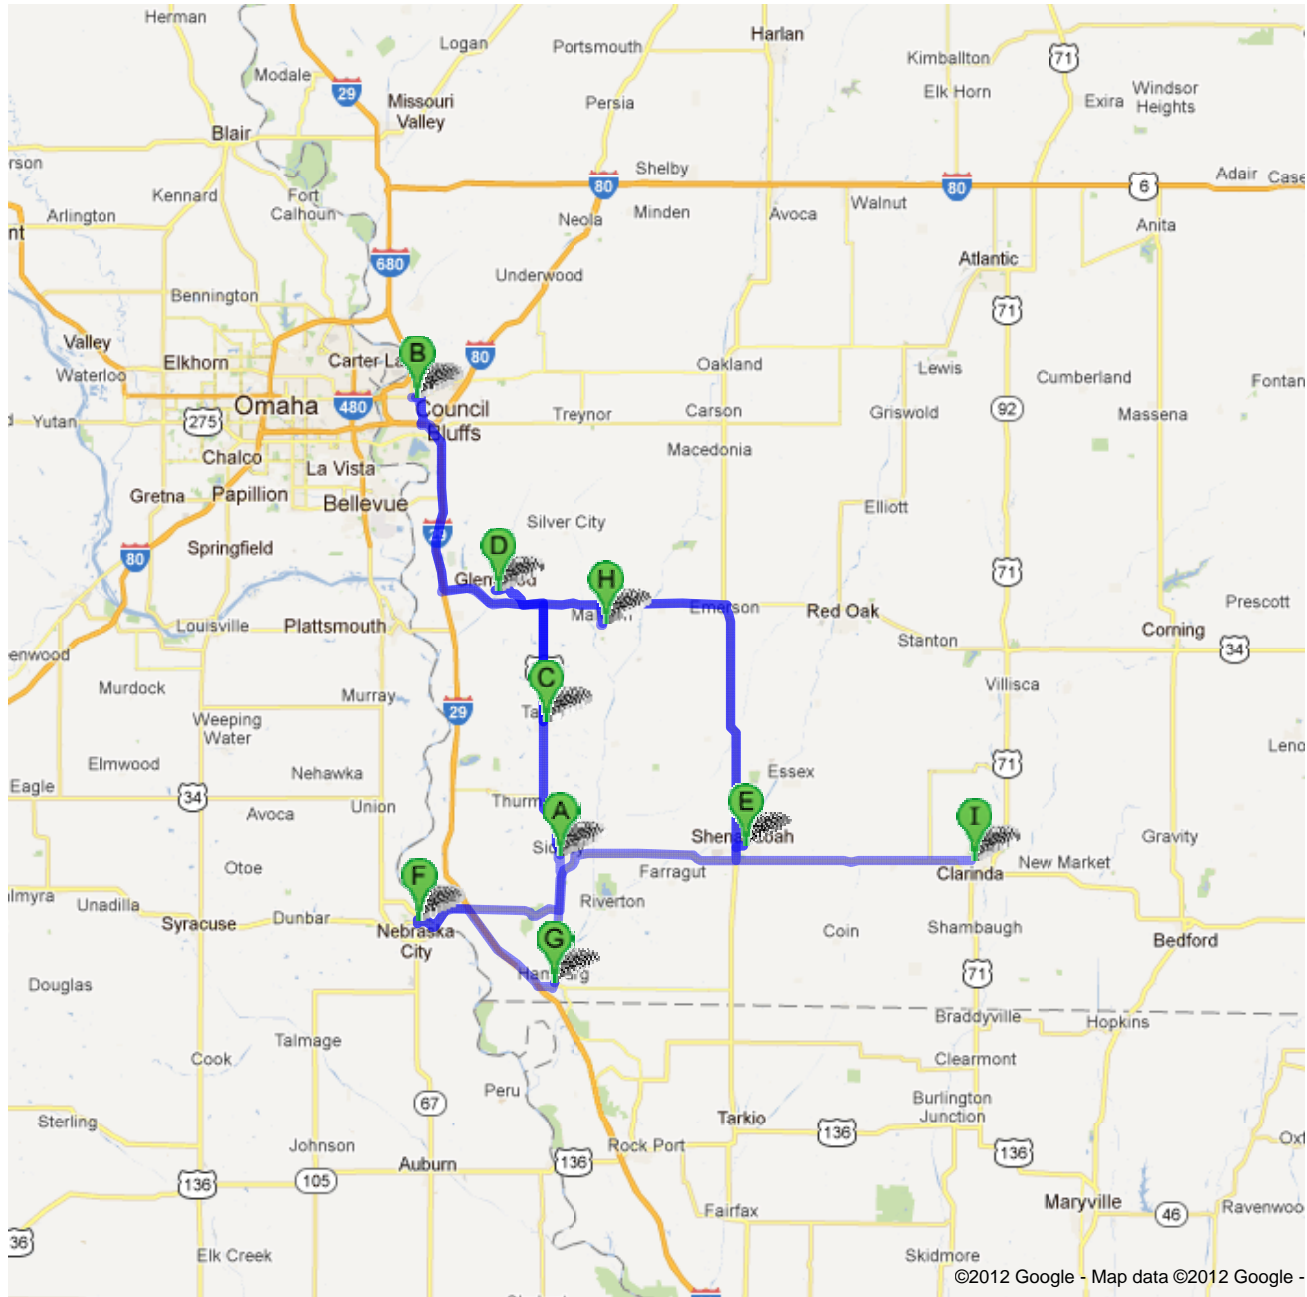 Herman
Harlan
Logan
Portsmouth
Kimballton
71
Modale
29
Missouri
Valley
Persia
Elk Horn
Exira
Windsor
Heights
Blair
rson
Shelby
Adair
Case
Kennard
Fort
Calhoun
80
80
6
Arlington
Neola
Minden
Avoca
Walnut
Anita
nt
680
Atlantic
Underwood
Bennington
71
Valley
Elkhorn
Carter La
B
80
Oakland
Lewis
Waterloo
Cumberland
Fontan
Omaha
480
Council
Bluffs
Treynor
Carson
Griswold
92
Massena
d
Yutan
275
Chalco
La Vista
Macedonia
Gretna
Papillion
Bellevue
Elliott
Silver City
29
Springfield
80
D
71
Glen
H
Emerson
Red Oak
Prescott
Louisville
Plattsmouth
Stanton
Corning
34
eenwood
C
Murdock
Murray
Villisca
29
Weeping
Water
Ta
Leno
Elmwood
Nehawka
Essex
71
Eagle
34
Avoca
Union
Thurm
A
E
I
Shenandoah
Gravity
Otoe
F
Farragut
Clarinda
New Market
lmyra
Unadilla
Syracuse
Dunbar
Riverton
Nebraska
City
G
Coin
Shambaugh
Bedford
71
Douglas
Braddyville
Hopkins
Talmage
Cook
Clearmont
Peru
67
Burlington
Junction
Sterling
Tarkio
136
Johnson
Rock Port
136
Oxf
Auburn
136
136
105
Maryville
46
Ravenwoo
Fairfax
36
Elk Creek
Skidmore
©2012 Google - Map data ©2012 Google -